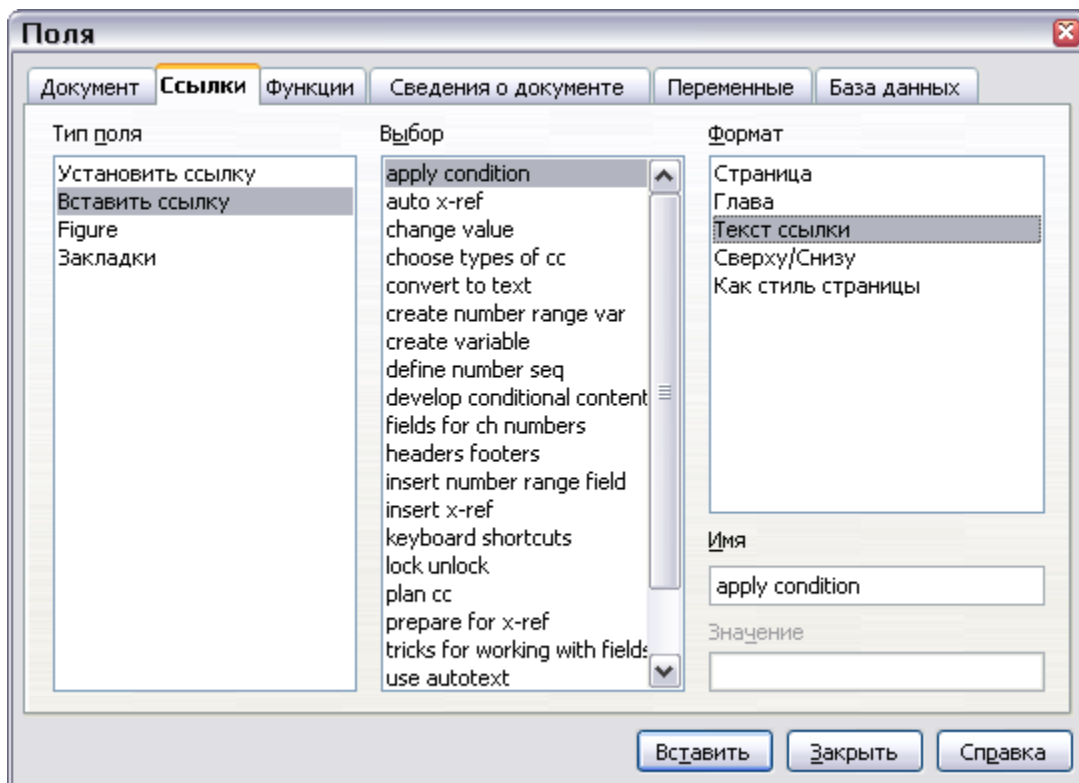 Поля
Документ Ссылки Функции Сведения о документе Переменные База данных
Тип поля
Установить ссылку
Вставить ссылку
Figure
Закладки
Выбор
apply condition
auto x-ref
change value
choose types of cc
convert to text
create number range var
create variable
define number seq
develop conditional content
fields for ch numbers
headers footers
insert number range field
insert x-ref
keyboard shortcuts
lock unlock
plan cc
prepare for x-ref
tricks for working with fields
use autotext
Формат
Страница
Глава
Текст ссылки
Сверху/Снизу
Как стиль страницы
Имя
apply condition
Значение
Вставить Закрыть Справка